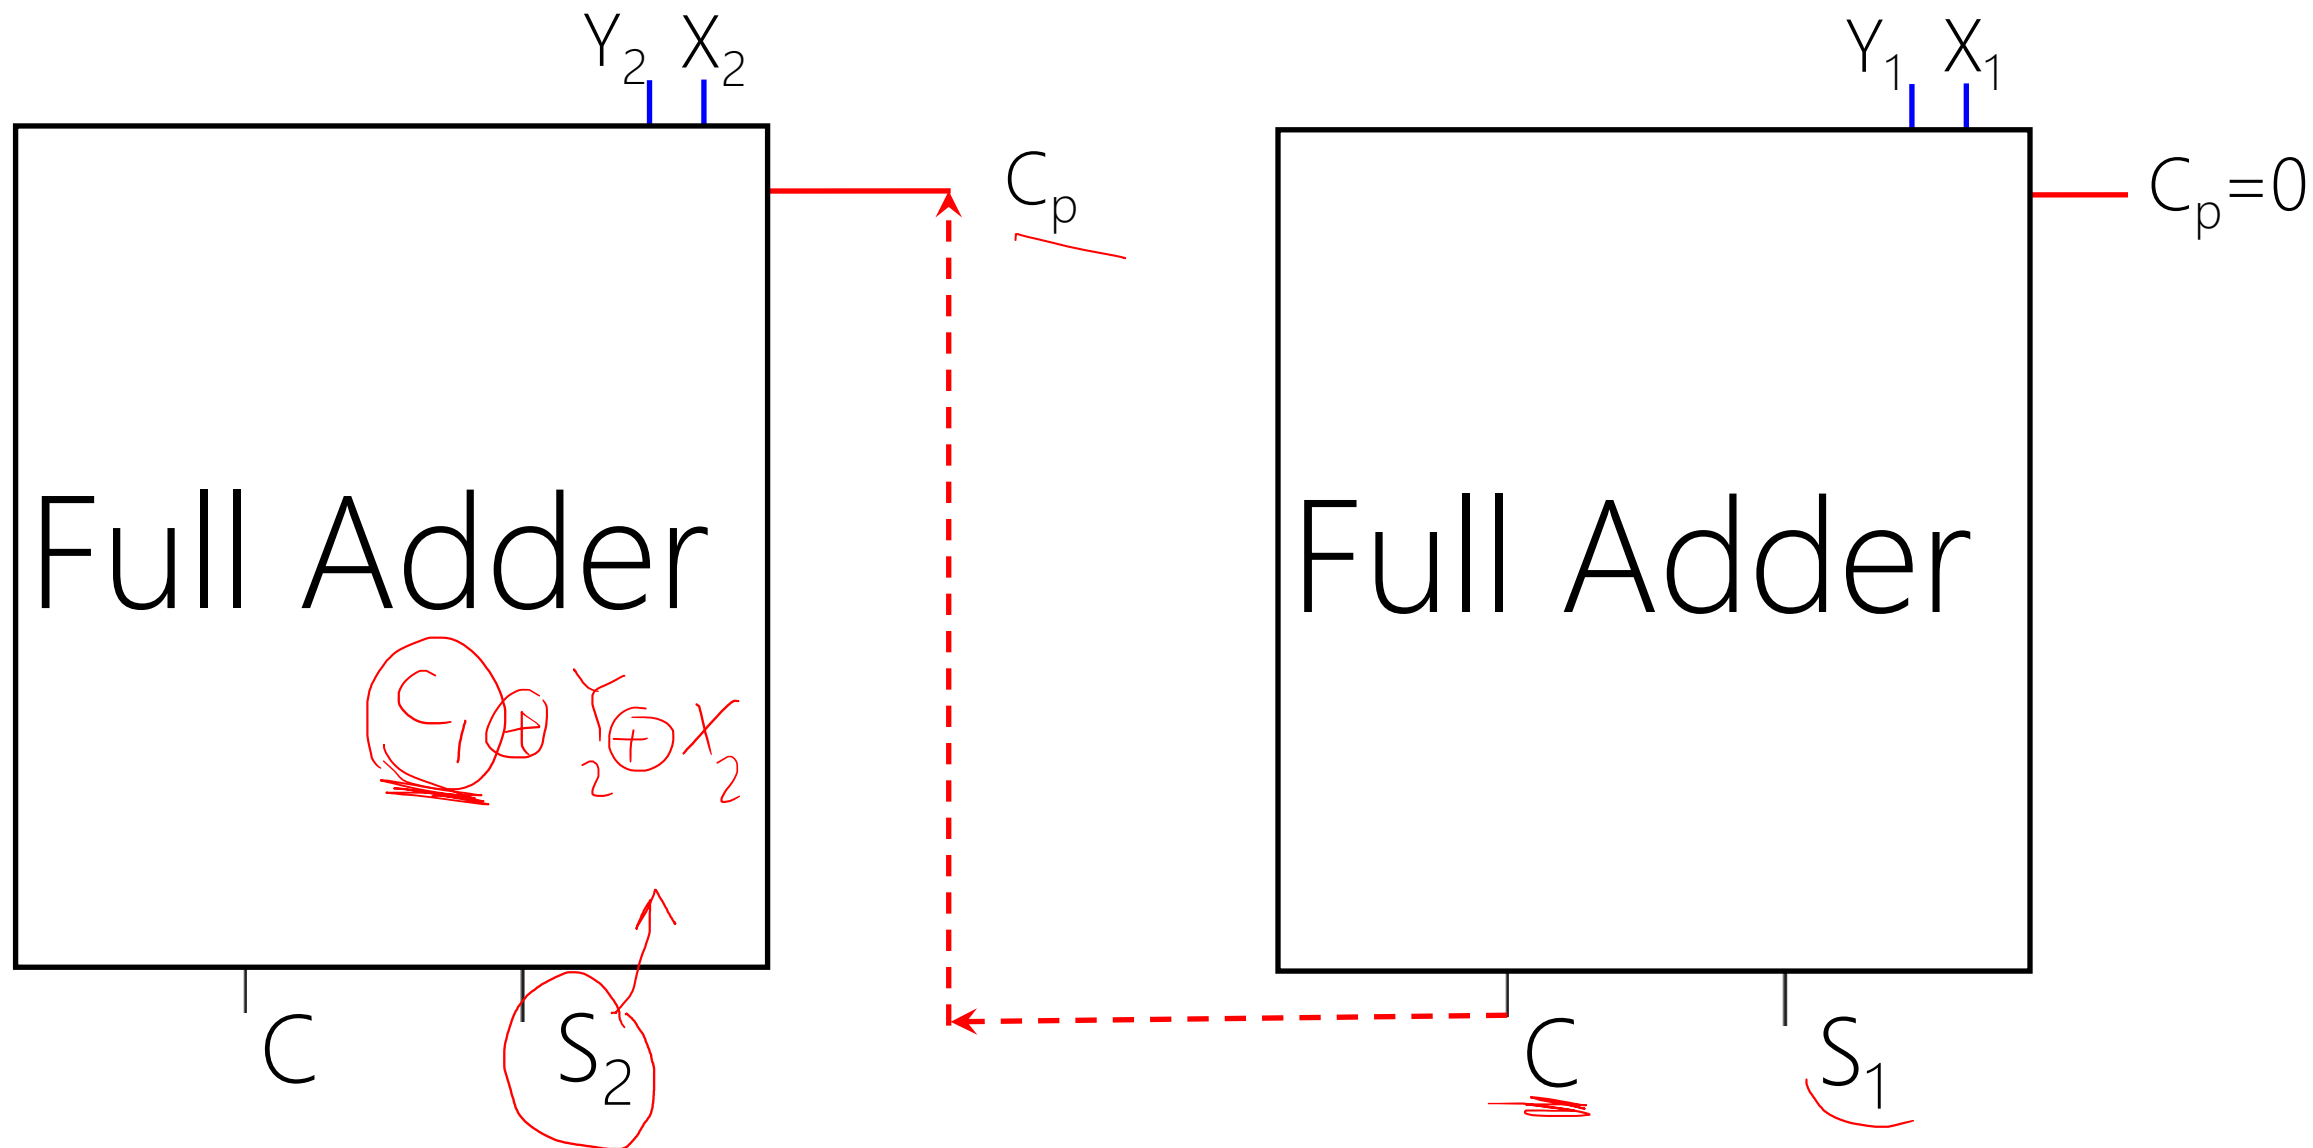 Y₂ X₂ Y₁ X₁
Cₚ Cₚ=0
Full Adder Full Adder
C₁ ⊕ Y₂ ⊕ X₂
C S₂ C S₁